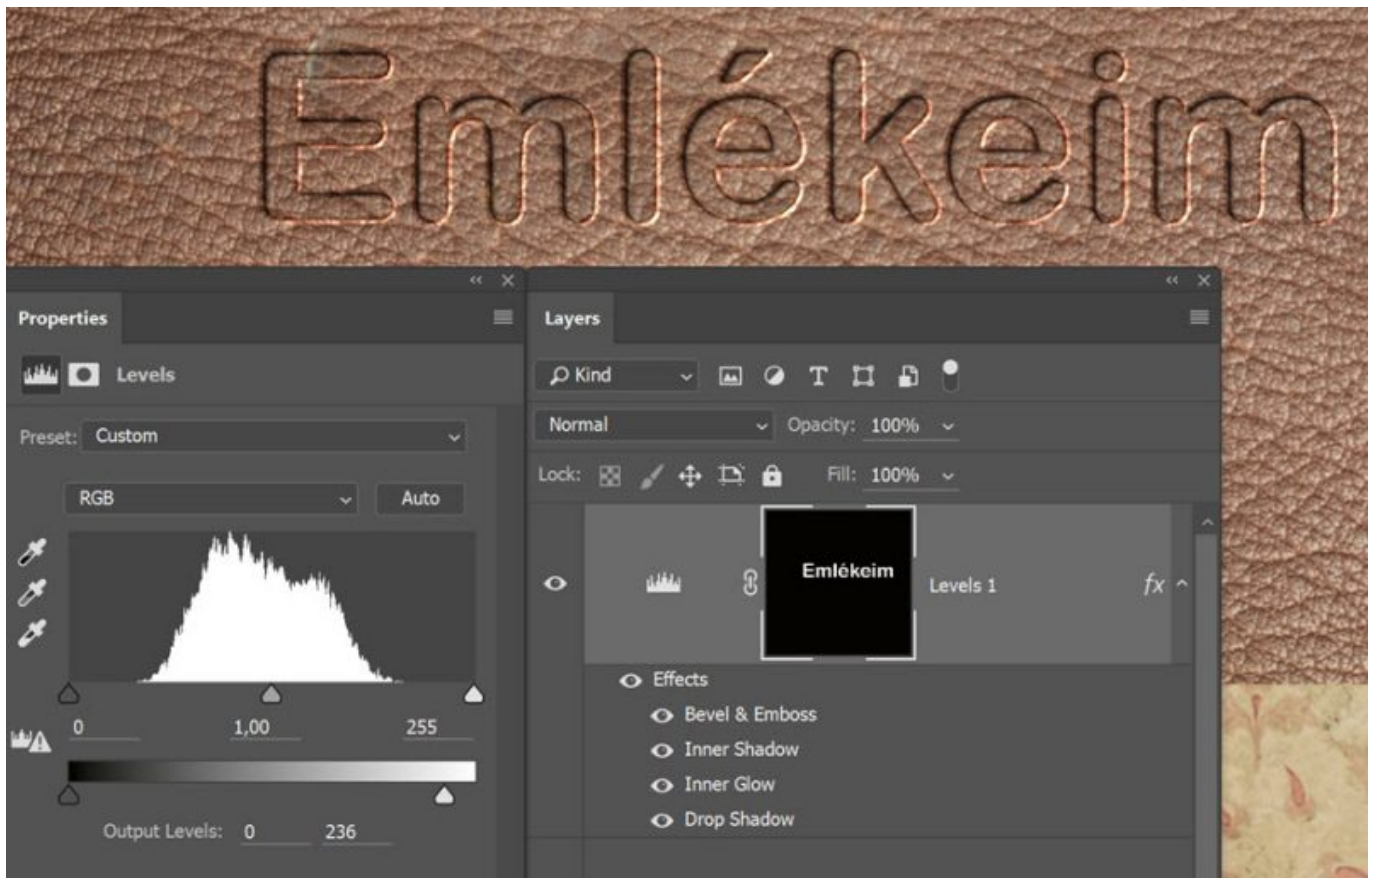 Emlékeim
Properties
Levels
Preset: Custom
RGB
Auto
0 1,00 255
Output Levels: 0 236
Layers
Kind
Normal
Opacity: 100%
Lock:
Fill: 100%
Emlékeim
Levels 1
fx
Effects
Bevel & Emboss
Inner Shadow
Inner Glow
Drop Shadow